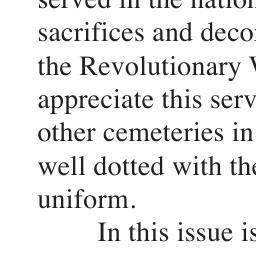 served in the nation
sacrifices and deco
the Revolutionary
appreciate this serv
other cemeteries in
well dotted with the
uniform.
In this issue is